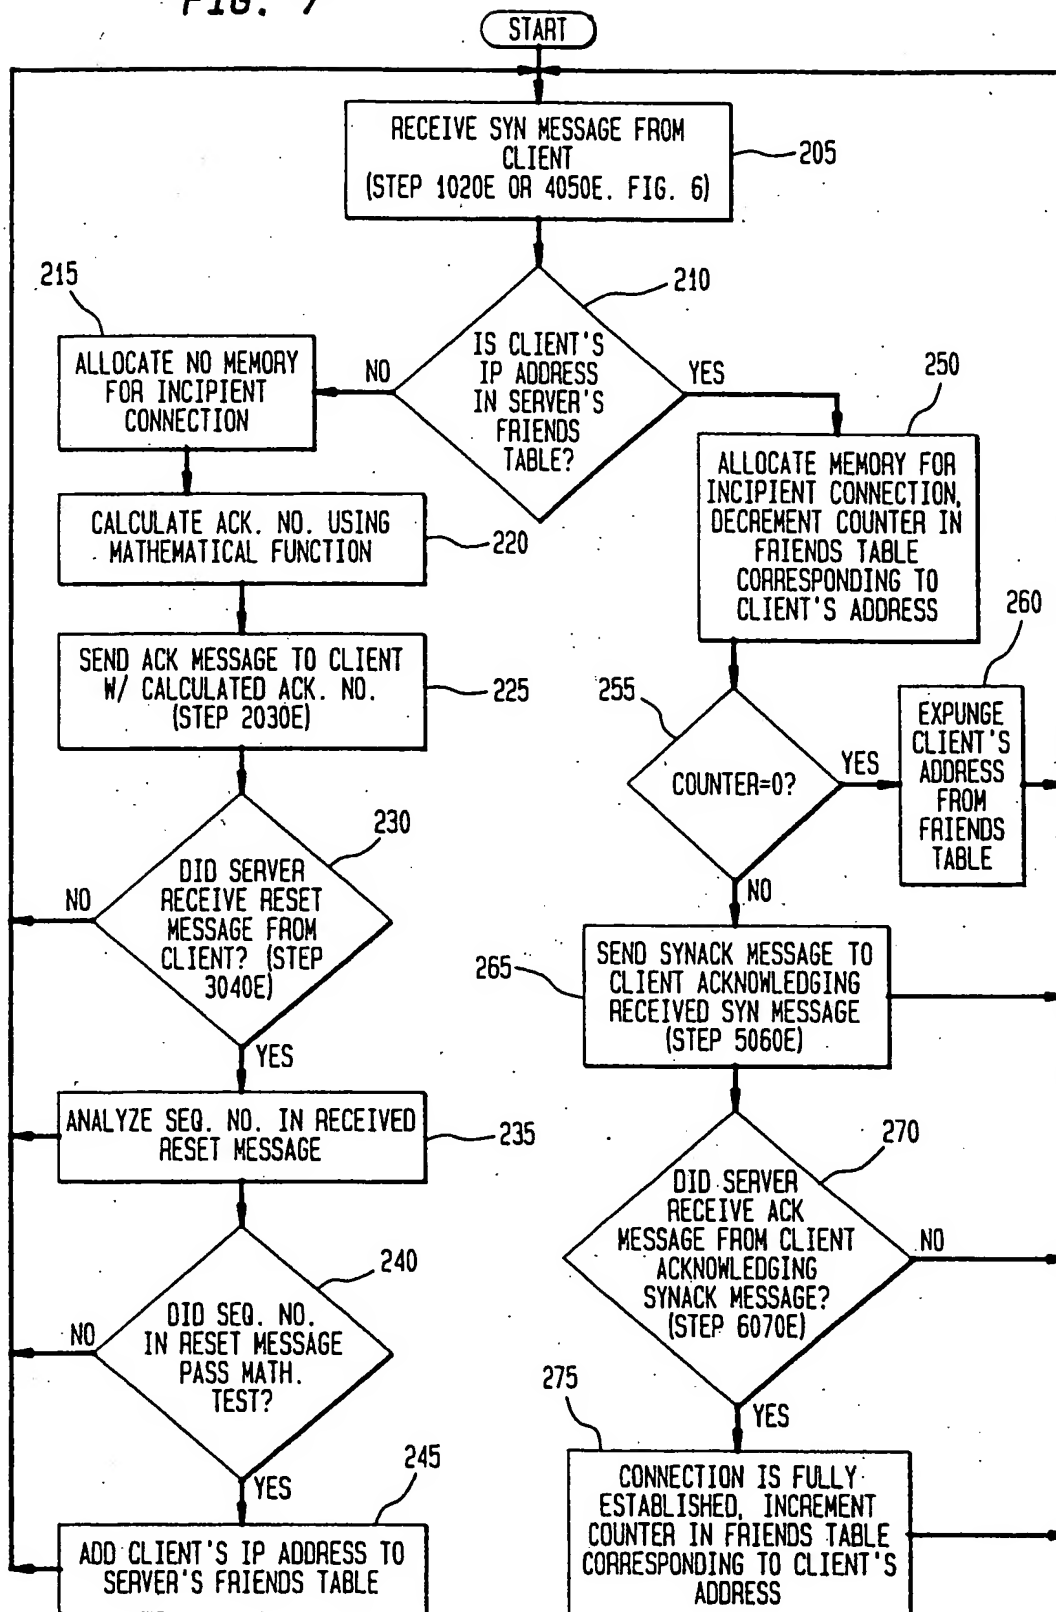 FIG. 7
START
RECEIVE SYN MESSAGE FROM
CLIENT
(STEP 1020E OR 4050E. FIG. 6)
205
210
IS CLIENT'S
IP ADDRESS
IN SERVER'S
FRIENDS
TABLE?
NO
YES
215
ALLOCATE NO MEMORY
FOR INCIPIENT
CONNECTION
CALCULATE ACK. NO. USING
MATHEMATICAL FUNCTION
220
SEND ACK MESSAGE TO CLIENT
W/ CALCULATED ACK. NO.
(STEP 2030E)
225
230
DID SERVER
RECEIVE RESET
MESSAGE FROM
CLIENT? (STEP
3040E)
NO
YES
ANALYZE SEQ. NO. IN RECEIVED
RESET MESSAGE
235
240
DID SEQ. NO.
IN RESET MESSAGE
PASS MATH.
TEST?
NO
YES
245
ADD CLIENT'S IP ADDRESS TO
SERVER'S FRIENDS TABLE
250
ALLOCATE MEMORY FOR
INCIPIENT CONNECTION,
DECREMENT COUNTER IN
FRIENDS TABLE
CORRESPONDING TO
CLIENT'S ADDRESS
255
COUNTER=0?
YES
NO
260
EXPUNGE
CLIENT'S
ADDRESS
FROM
FRIENDS
TABLE
265
SEND SYNACK MESSAGE TO
CLIENT ACKNOWLEDGING
RECEIVED SYN MESSAGE
(STEP 5060E)
270
DID SERVER
RECEIVE ACK
MESSAGE FROM CLIENT
ACKNOWLEDGING
SYNACK MESSAGE?
(STEP 6070E)
NO
YES
275
CONNECTION IS FULLY
ESTABLISHED, INCREMENT
COUNTER IN FRIENDS TABLE
CORRESPONDING TO CLIENT'S
ADDRESS